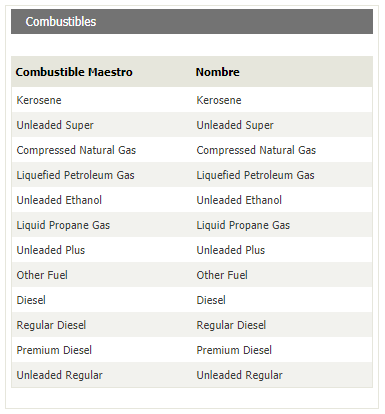 Combustibles
Combustible Maestro Nombre
Kerosene Kerosene
Unleaded Super Unleaded Super
Compressed Natural Gas Compressed Natural Gas
Liquefied Petroleum Gas Liquefied Petroleum Gas
Unleaded Ethanol Unleaded Ethanol
Liquid Propane Gas Liquid Propane Gas
Unleaded Plus Unleaded Plus
Other Fuel Other Fuel
Diesel Diesel
Regular Diesel Regular Diesel
Premium Diesel Premium Diesel
Unleaded Regular Unleaded Regular